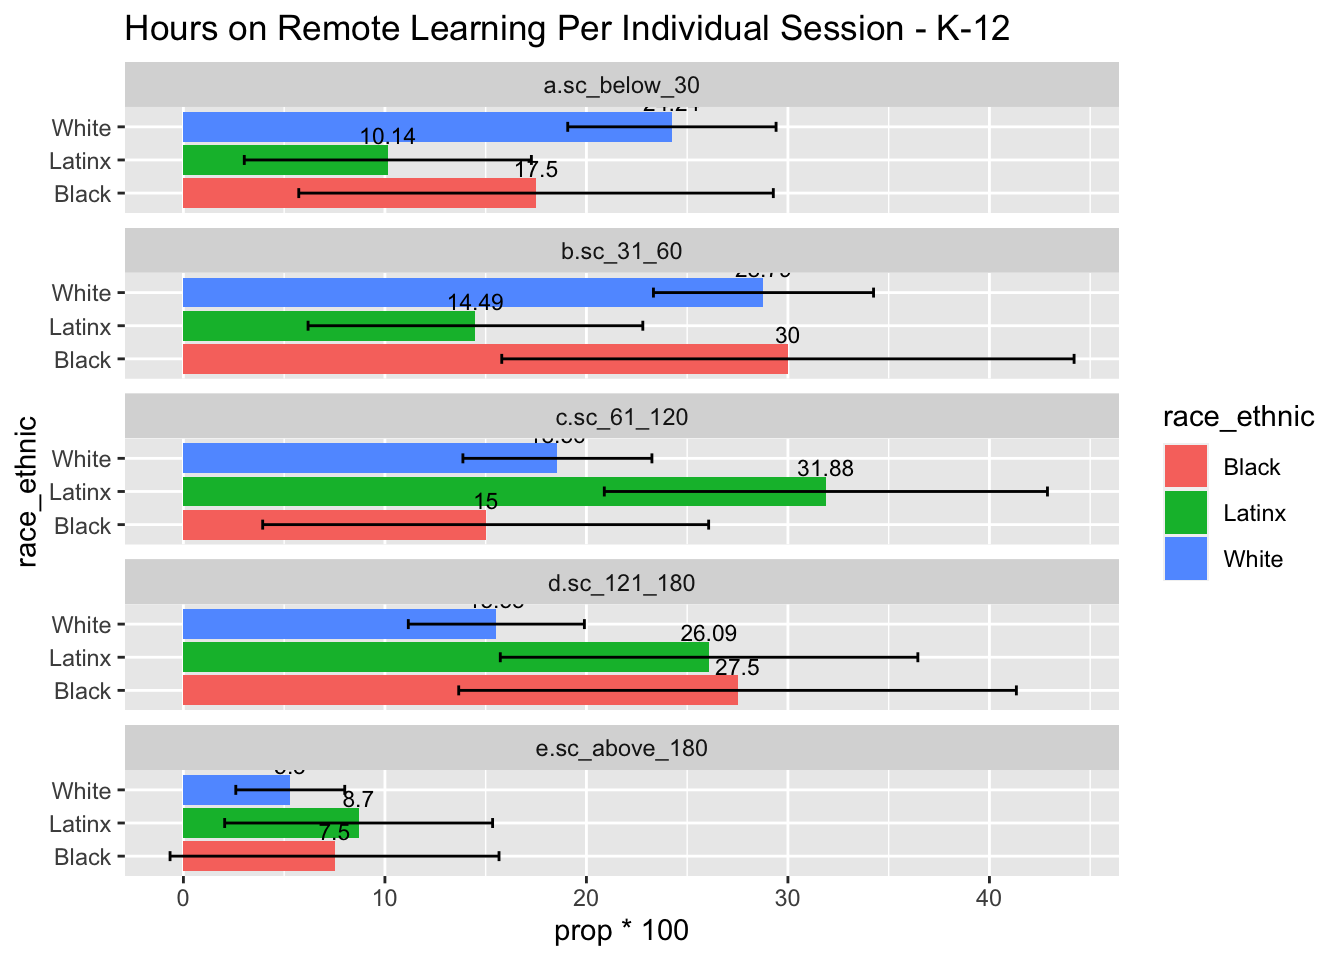 Hours on Remote Learning Per Individual Session - K-12
a.sc_below_30
White
10.14
Latinx
17.5
Black
b.sc_31_60
White
14.49
Latinx
30
Black
c.sc_61_120
White
31.88
Latinx
15
Black
d.sc_121_180
White
26.09
Latinx
27.5
Black
e.sc_above_180
White
8.7
Latinx
7.5
Black
0 10 20 30 40
prop * 100
race_ethnic
race_ethnic
Black
Latinx
White